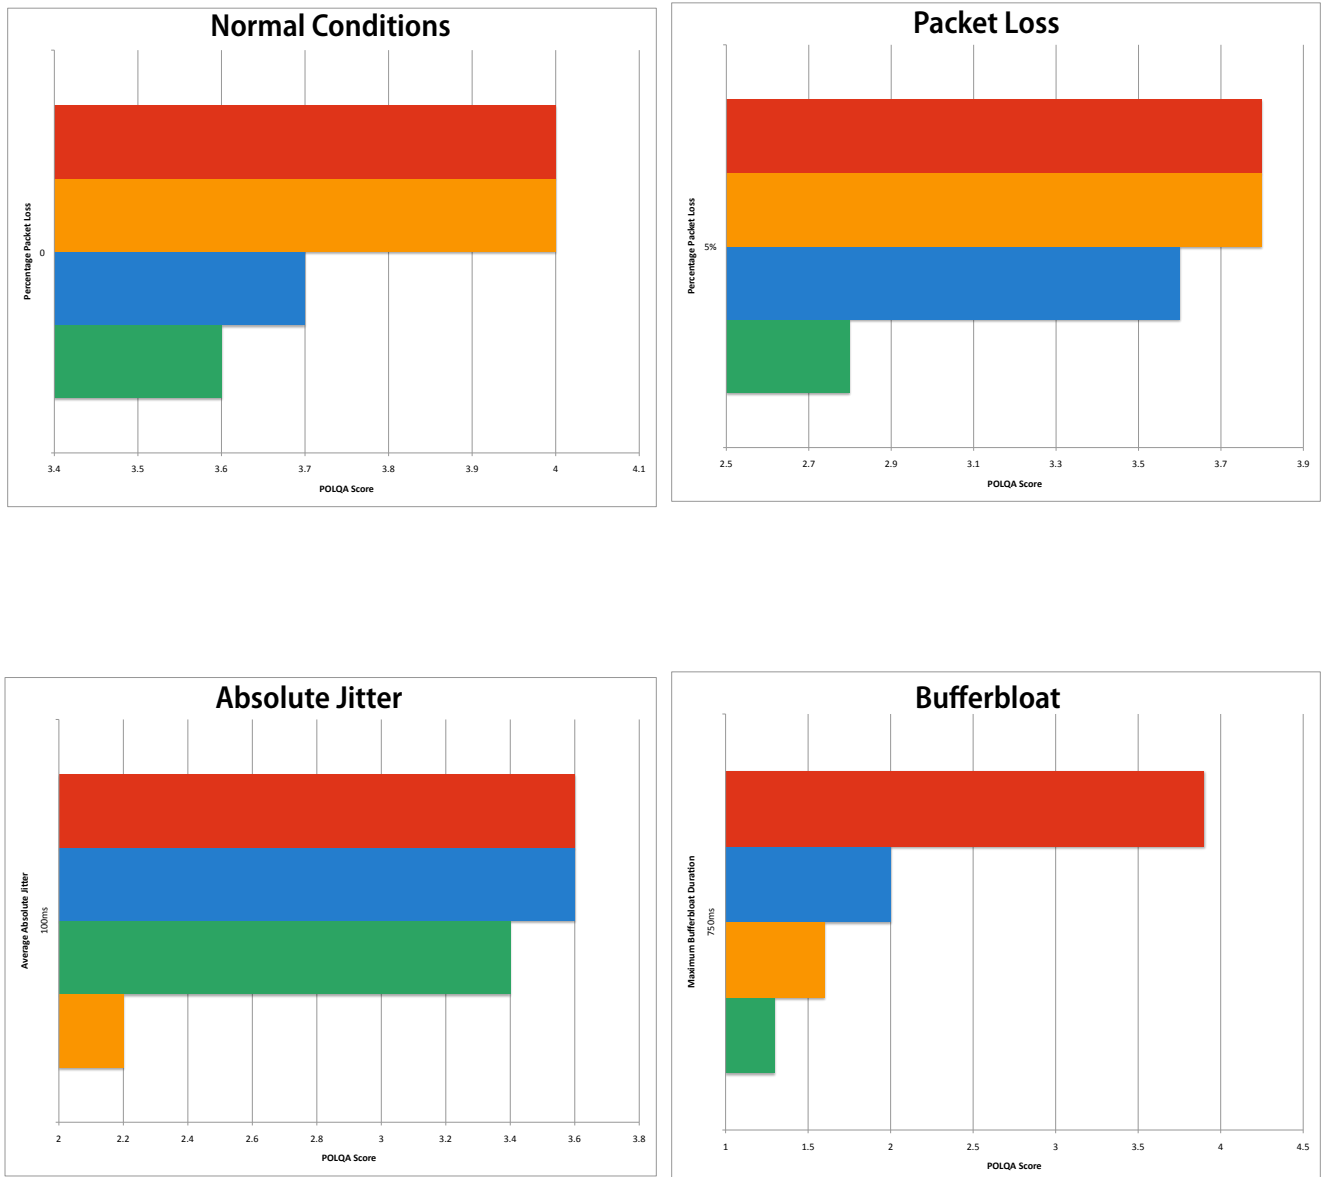 Normal Conditions
Percentage Packet Loss
0
3.4 3.5 3.6 3.7 3.8 3.9 4 4.1
POLQA Score
Packet Loss
Percentage Packet Loss
5%
2.5 2.7 2.9 3.1 3.3 3.5 3.7 3.9
POLQA Score
Absolute Jitter
Average Absolute Jitter
100ms
2 2.2 2.4 2.6 2.8 3 3.2 3.4 3.6 3.8
POLQA Score
Bufferbloat
Maximum Bufferbloat Duration
750ms
1 1.5 2 2.5 3 3.5 4 4.5
POLQA Score